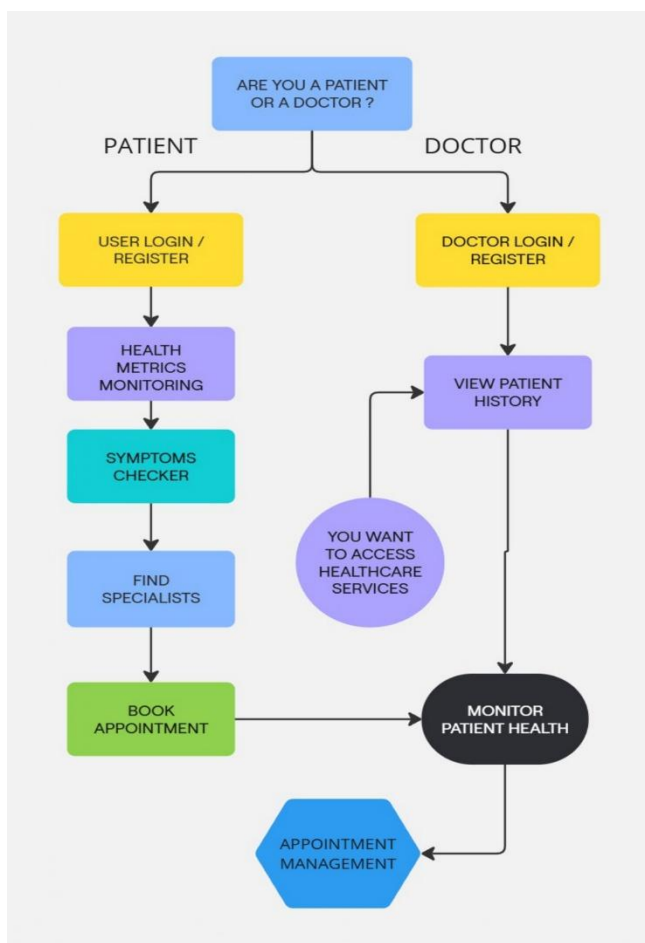 ARE YOU A PATIENT
OR A DOCTOR ?
PATIENT
DOCTOR
USER LOGIN /
REGISTER
DOCTOR LOGIN /
REGISTER
HEALTH
METRICS
MONITORING
VIEW PATIENT
HISTORY
SYMPTOMS
CHECKER
YOU WANT
TO ACCESS
HEALTHCARE
SERVICES
FIND
SPECIALISTS
BOOK
APPOINTMENT
MONITOR
PATIENT HEALTH
APPOINTMENT
MANAGEMENT